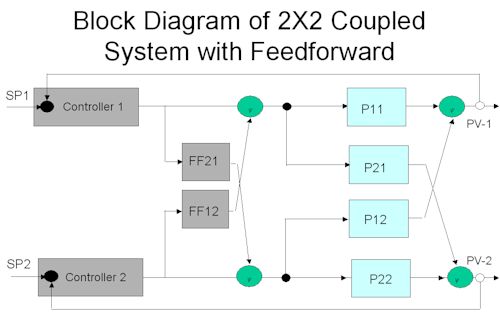 Block Diagram of 2X2 Coupled
System with Feedforward
SP1
Controller 1
P11
PV-1
FF21
P21
FF12
P12
SP2
Controller 2
P22
PV-2